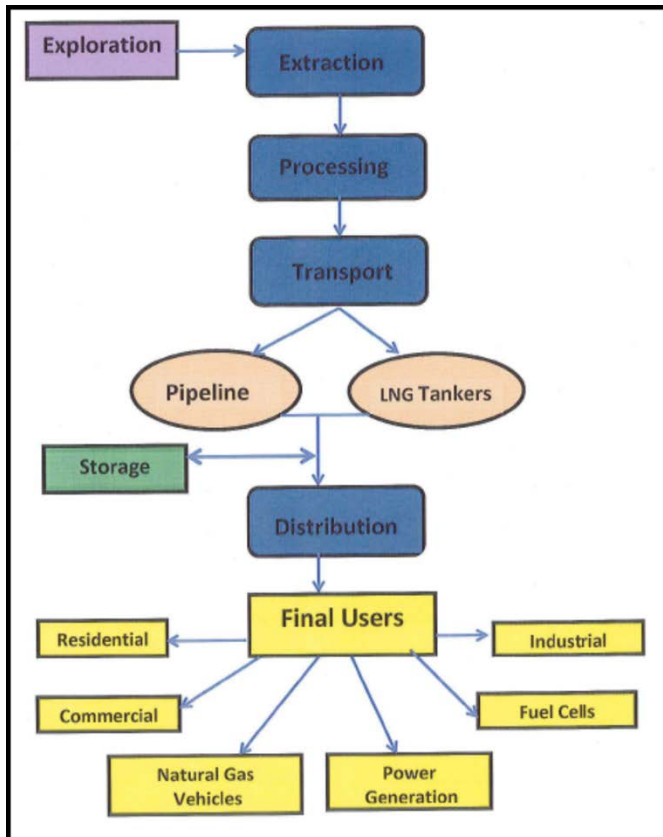 Exploration
Extraction
Processing
Transport
Pipeline
LNG Tankers
Storage
Distribution
Final Users
Residential
Industrial
Commercial
Fuel Cells
Natural Gas
Vehicles
Power
Generation